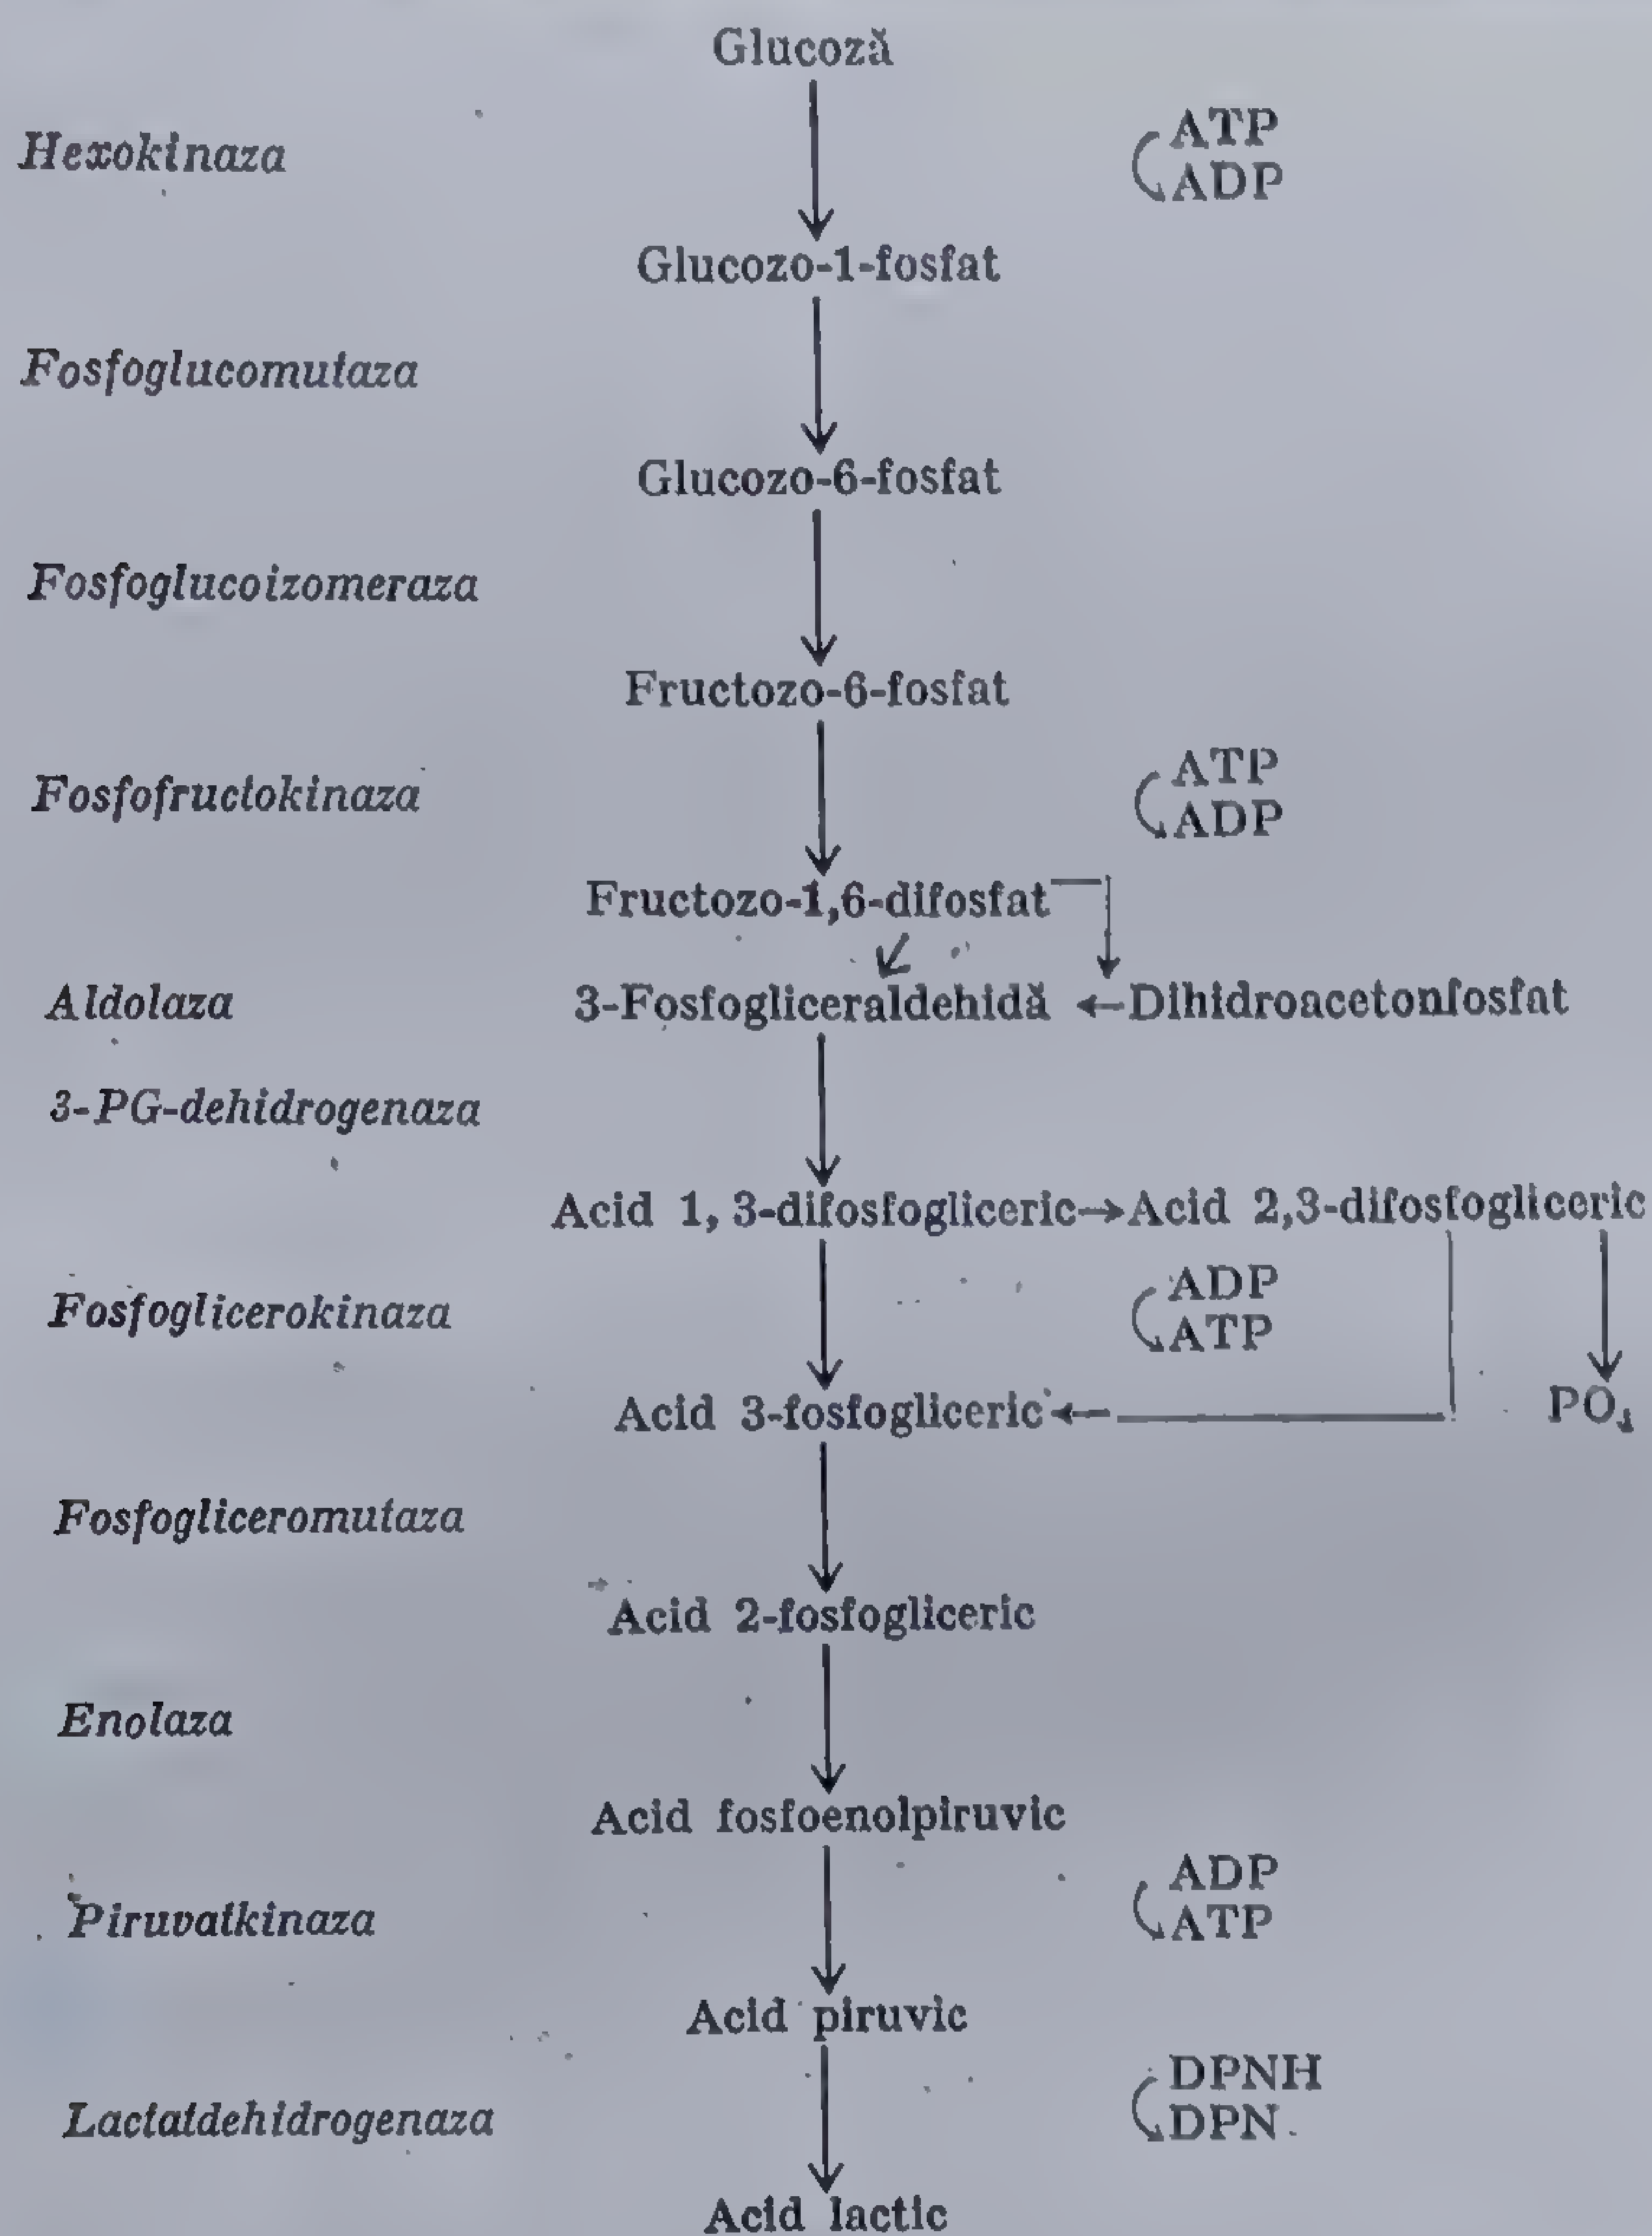 Glucoză
Hexokinaza
ATP
ADP
Glucozo-1-fosfat
Fosfoglucomutaza
Glucozo-6-fosfat
Fosfoglucoizomeraza
Fructozo-6-fosfat
Fosfofructokinaza
ATP
ADP
Fructozo-1,6-difosfat
Aldolaza 3-Fosfogliceraldehidă ← Dihidroacetonfosfat
3-PG-dehidrogenaza
Acid 1,3-difosfogliceric → Acid 2,3-difosfogliceric
Fosfoglicerokinaza
ADP
ATP
Acid 3-fosfogliceric ← PO₄
Fosfogliceromutaza
Acid 2-fosfogliceric
Enolaza
Acid fosfoenolpiruvic
Piruvatkinaza
ADP
ATP
Acid piruvic
Lactatdehidrogenaza
DPNH
DPN
Acid lactic